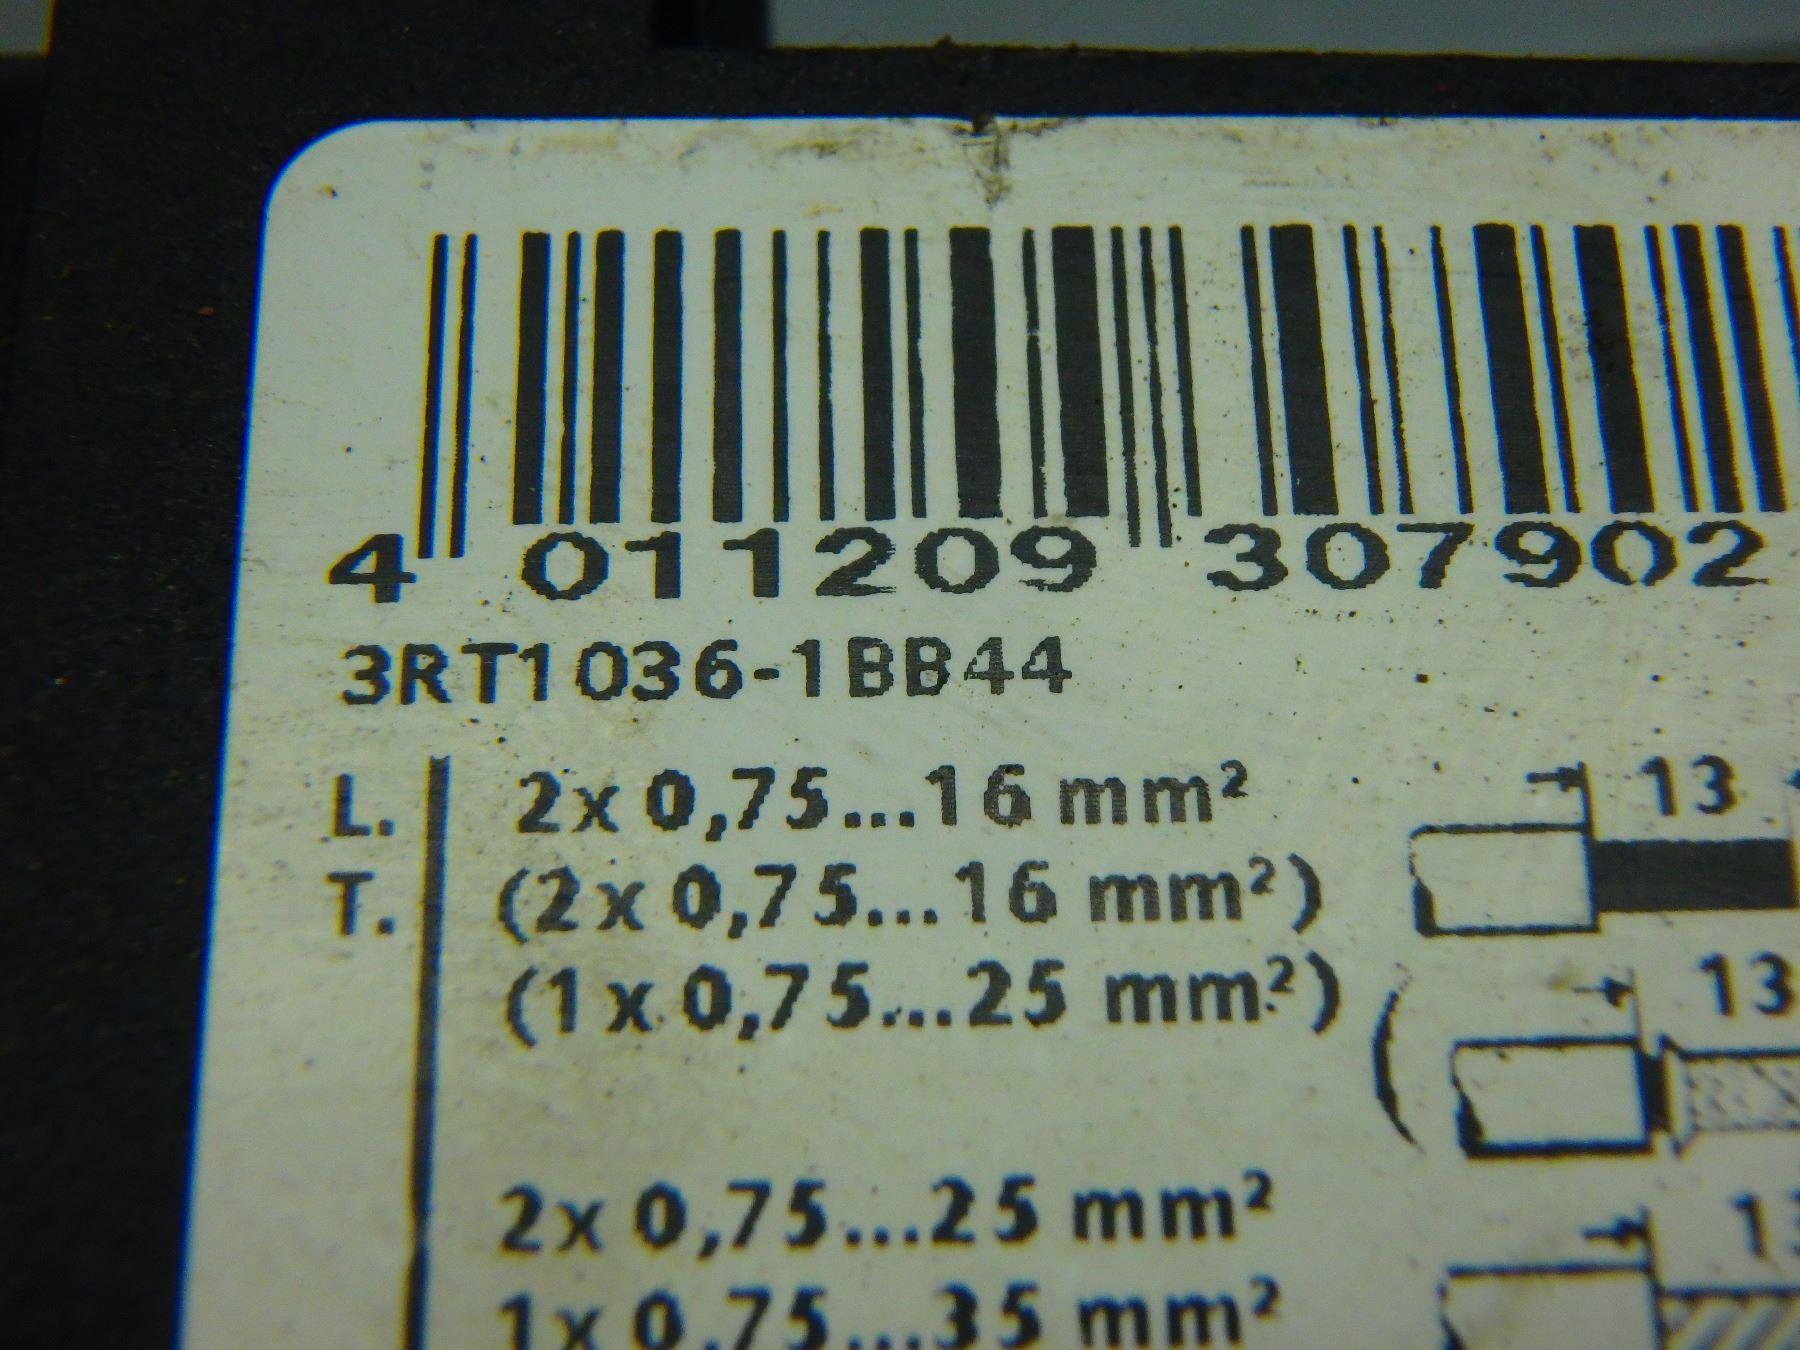 4 011209 307902
3RT1036-1BB44
L. 2x 0,75...16 mm² 13
T. (2x 0,75...16 mm²)
(1x 0,75...25 mm²) 13
2x 0,75...25 mm² 13
1x 0,75...35 mm²